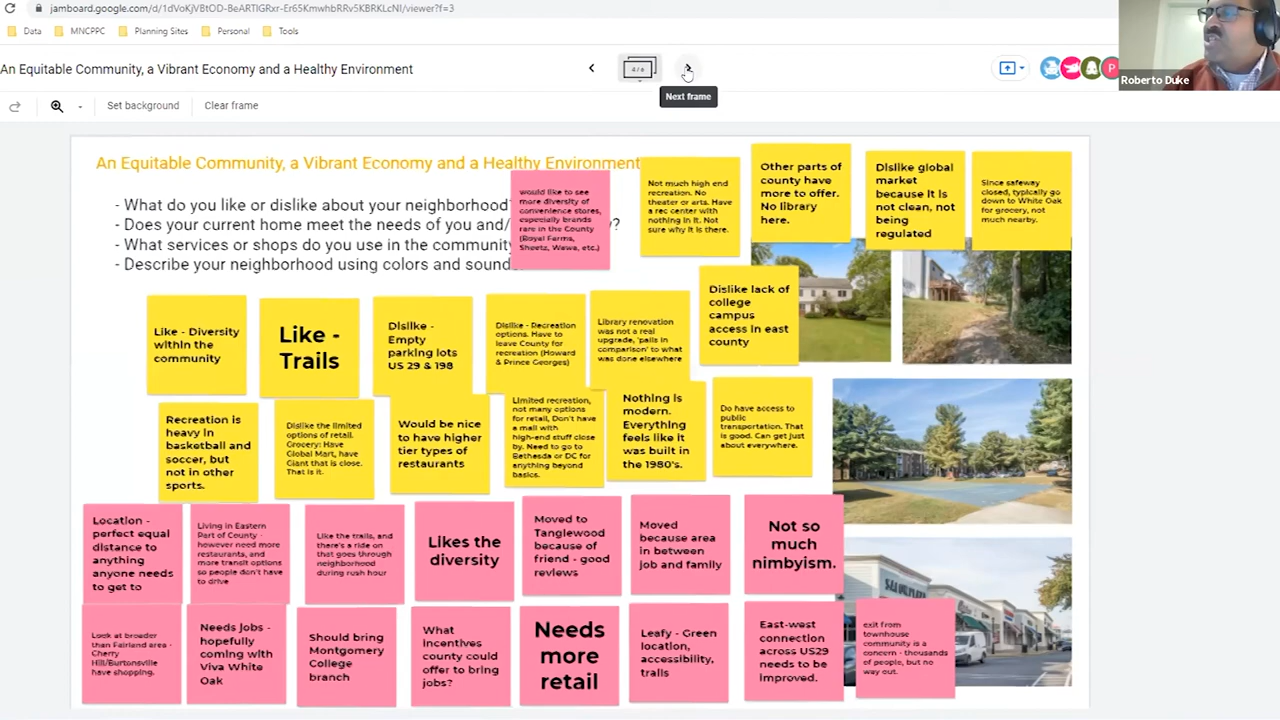 jamboard.google.com/d/1dVoKjVBtOD-BeARTlGRxr-Er65KmwhbRRv5KBRKLcNI/viewer?f=3
Data
MNCPPC
Planning Sites
Personal
Tools
An Equitable Community, a Vibrant Economy and a Healthy Environment
4 / 6
Next frame
P
Roberto Duke
Set background
Clear frame
An Equitable Community, a Vibrant Economy and a Healthy Environment
- What do you like or dislike about your neighborhood?
- Does your current home meet the needs of you and/
?
- What services or shops do you use in the community
- Describe your neighborhood using colors and sounds.
would like to see
more diversity of
convenience stores,
especially brands
rare in the County
(Royal Farms,
Sheetz, Wawa, etc.)
Not much high end
recreation. No
theater or arts. Have
a rec center with
nothing in it. Not
sure why it is there.
Other parts of
county have
more to offer.
No library
here.
Dislike global
market
because it is
not clean, not
being
regulated
Since safeway
closed, typically go
down to White Oak
for grocery, not
much nearby.
Like - Diversity
within the
community
Like -
Trails
Dislike -
Empty
parking lots
US 29 & 198
Dislike - Recreation
options. Have to
leave County for
recreation (Howard
& Prince Georges)
Library renovation
was not a real
upgrade, 'pails in
comparison' to what
was done elsewhere
Dislike lack of
college
campus
access in east
county
Recreation is
heavy in
basketball and
soccer, but
not in other
sports.
Dislike the limited
options of retail.
Grocery: Have
Global Mart, have
Giant that is close.
That is it.
Would be nice
to have higher
tier types of
restaurants
Limited recreation,
not many options
for retail, Don't have
a mall with
high-end stuff close
by. Need to go to
Bethesda or DC for
anything beyond
basics.
Nothing is
modern.
Everything
feels like it
was built in
the 1980's.
Do have access to
public
transportation. That
is good. Can get just
about everywhere.
Location -
perfect equal
distance to
anything
anyone needs
to get to
Living in Eastern
Part of County -
however need more
restaurants, and
more transit options
so people don't have
to drive
Like the trails, and
there's a ride on
that goes through
neighborhood
during rush hour
Likes the
diversity
Moved to
Tanglewood
because of
friend - good
reviews
Moved
because area
in between
job and family
Not so
much
nimbyism.
Look at broader
than Fairland area -
Cherry
Hill/Burtonsville
have shopping.
Needs jobs -
hopefully
coming with
Viva White
Oak
Should bring
Montgomery
College
branch
What
incentives
county could
offer to bring
jobs?
Needs
more
retail
Leafy - Green
location,
accessibility,
trails
East-west
connection
across US29
needs to be
improved.
exit from
townhouse
community is a
concern - thousands
of people, but no
way out.